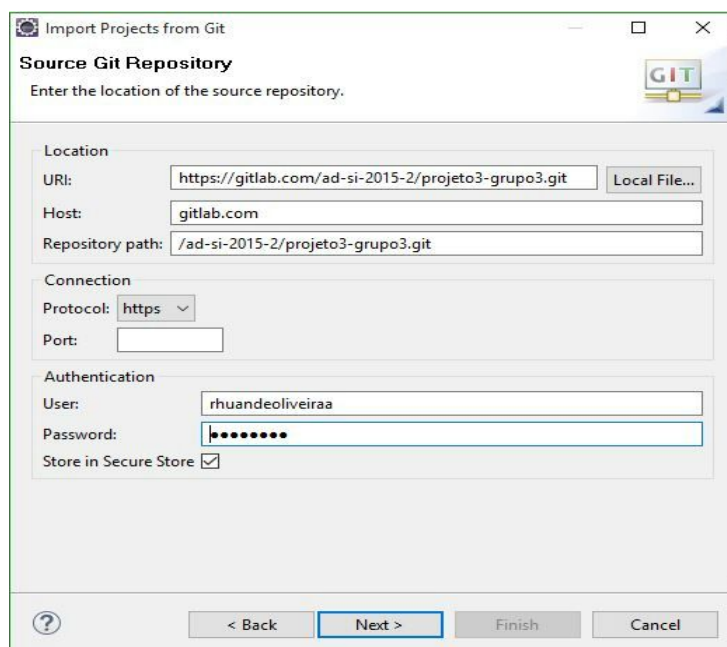 Import Projects from Git
Source Git Repository
Enter the location of the source repository.
GIT
Location
URI: https://gitlab.com/ad-si-2015-2/projeto3-grupo3.git Local File...
Host: gitlab.com
Repository path: /ad-si-2015-2/projeto3-grupo3.git
Connection
Protocol: https
Port:
Authentication
User: rhuandeoliveiraa
Password: ●●●●●●●●
Store in Secure Store
? < Back Next > Finish Cancel